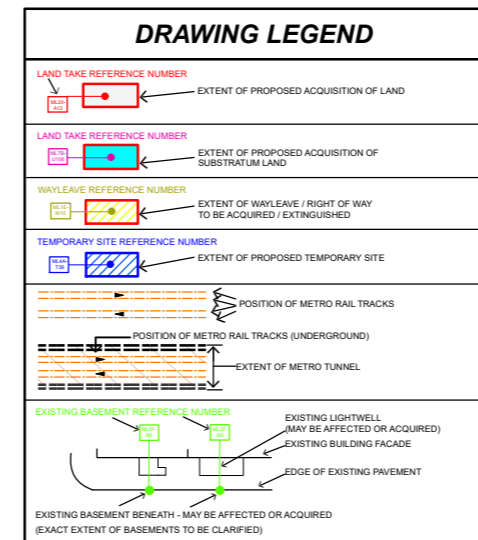 DRAWING LEGEND
LAND TAKE REFERENCE NUMBER
EXTENT OF PROPOSED ACQUISITION OF LAND
LAND TAKE REFERENCE NUMBER
EXTENT OF PROPOSED ACQUISITION OF
SUBSTRATUM LAND
WAYLEAVE REFERENCE NUMBER
EXTENT OF WAYLEAVE / RIGHT OF WAY
TO BE ACQUIRED / EXTINGUISHED
TEMPORARY SITE REFERENCE NUMBER
EXTENT OF PROPOSED TEMPORARY SITE
POSITION OF METRO RAIL TRACKS
POSITION OF METRO RAIL TRACKS (UNDERGROUND)
EXTENT OF METRO TUNNEL
EXISTING BASEMENT REFERENCE NUMBER
EXISTING LIGHTWELL
(MAY BE AFFECTED OR ACQUIRED)
EXISTING BUILDING FACADE
EDGE OF EXISTING PAVEMENT
EXISTING BASEMENT BENEATH - MAY BE AFFECTED OR ACQUIRED
(EXACT EXTENT OF BASEMENTS TO BE CLARIFIED)